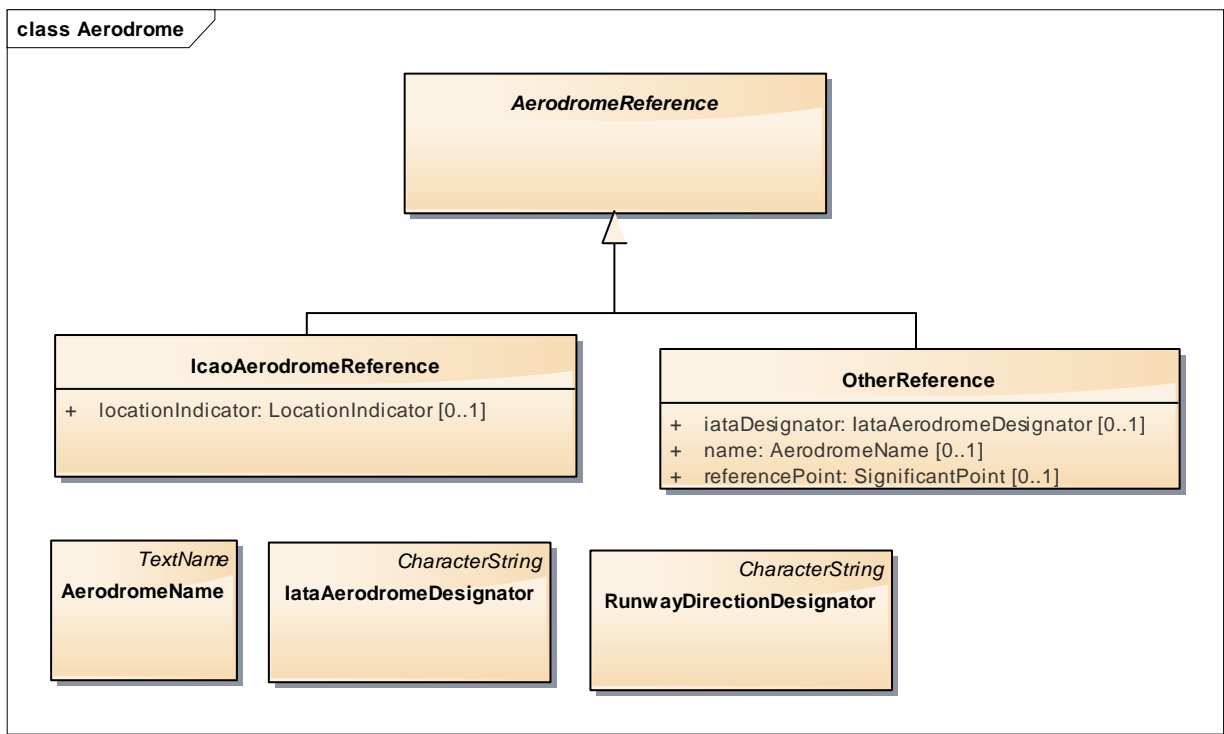 class Aerodrome
AerodromeReference
IcaoAerodromeReference
+ locationIndicator: LocationIndicator [0..1]
OtherReference
+ iataDesignator: IataAerodromeDesignator [0..1]
+ name: AerodromeName [0..1]
+ referencePoint: SignificantPoint [0..1]
TextName
AerodromeName
CharacterString
IataAerodromeDesignator
CharacterString
RunwayDirectionDesignator